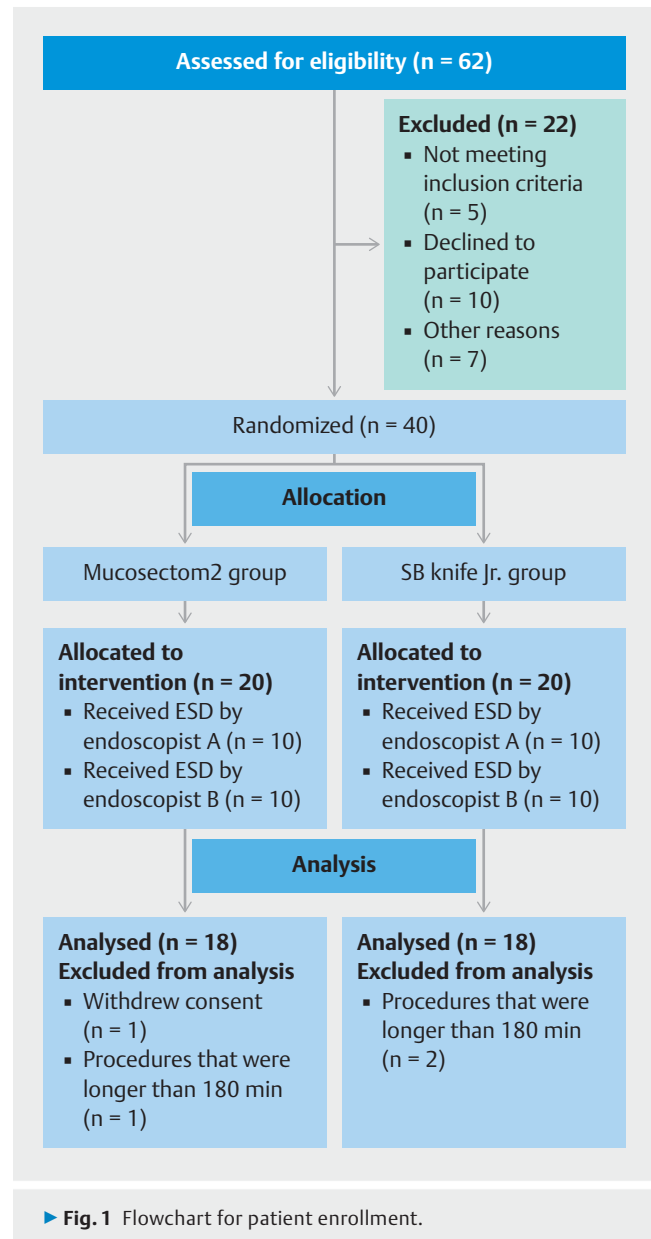 Assessed for eligibility (n = 62)
Excluded (n = 22)
▪ Not meeting
inclusion criteria
(n = 5)
▪ Declined to
participate
(n = 10)
▪ Other reasons
(n = 7)
Randomized (n = 40)
Allocation
Mucosectom2 group
SB knife Jr. group
Allocated to
intervention (n = 20)
▪ Received ESD by
endoscopist A (n = 10)
▪ Received ESD by
endoscopist B (n = 10)
Allocated to
intervention (n = 20)
▪ Received ESD by
endoscopist A (n = 10)
▪ Received ESD by
endoscopist B (n = 10)
Analysis
Analysed (n = 18)
Excluded from analysis
▪ Withdrew consent
(n = 1)
▪ Procedures that were
longer than 180 min
(n = 1)
Analysed (n = 18)
Excluded from analysis
▪ Procedures that were
longer than 180 min
(n = 2)
▶ Fig. 1 Flowchart for patient enrollment.